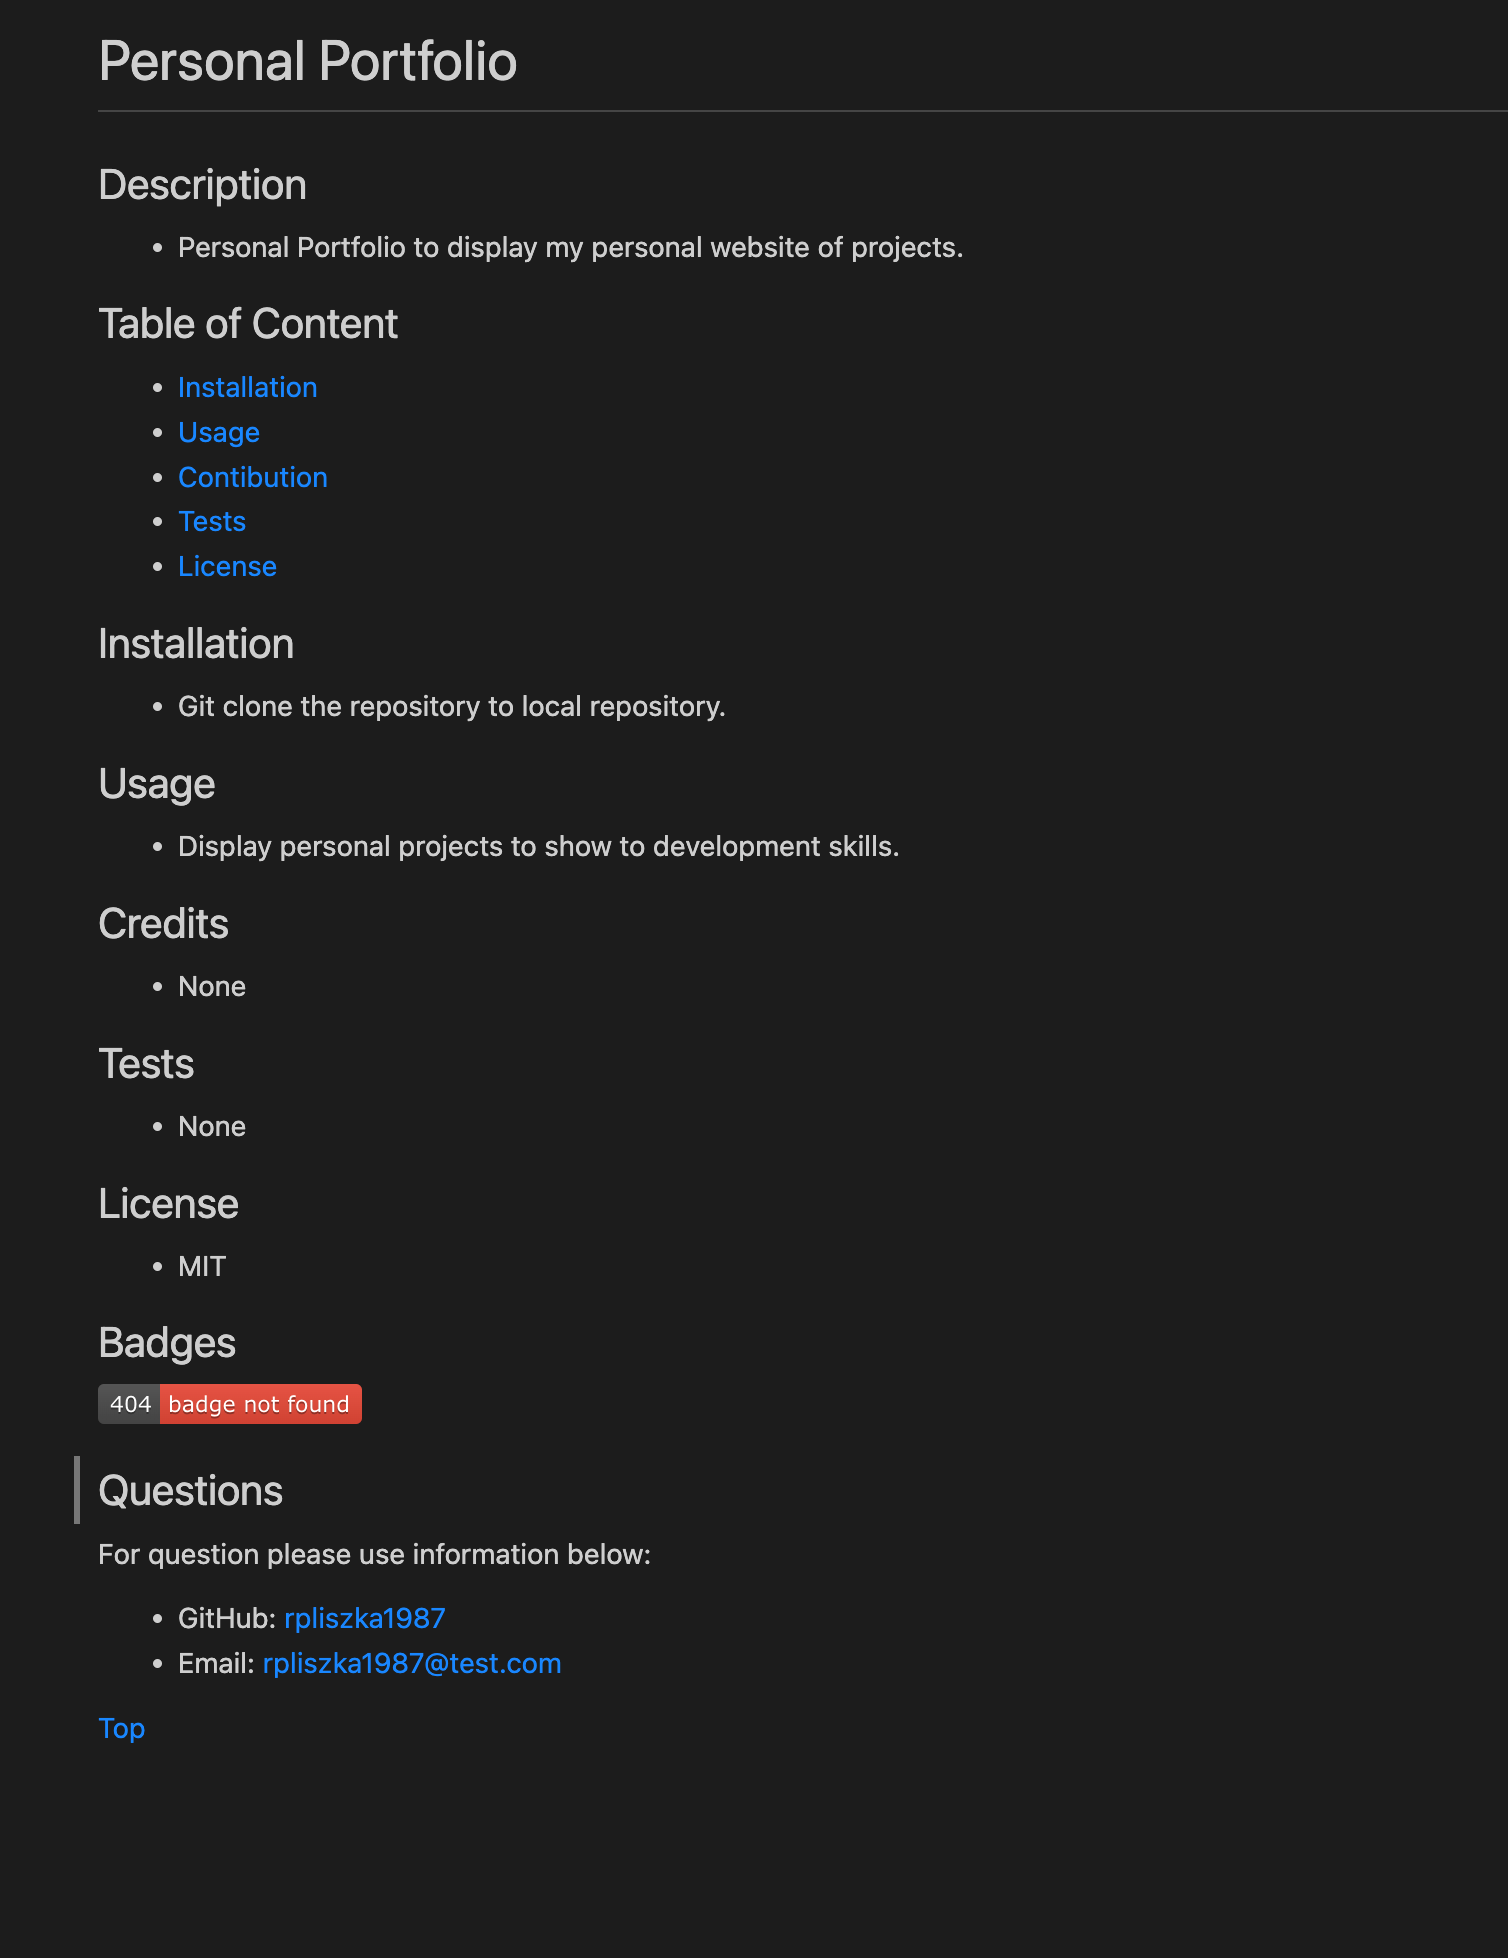 Personal Portfolio
Description
Personal Portfolio to display my personal website of projects.
Table of Content
Installation
Usage
Contibution
Tests
License
Installation
Git clone the repository to local repository.
Usage
Display personal projects to show to development skills.
Credits
None
Tests
None
License
MIT
Badges
404 badge not found
Questions
For question please use information below:
GitHub: rpliszka1987
Email: rpliszka1987@test.com
Top